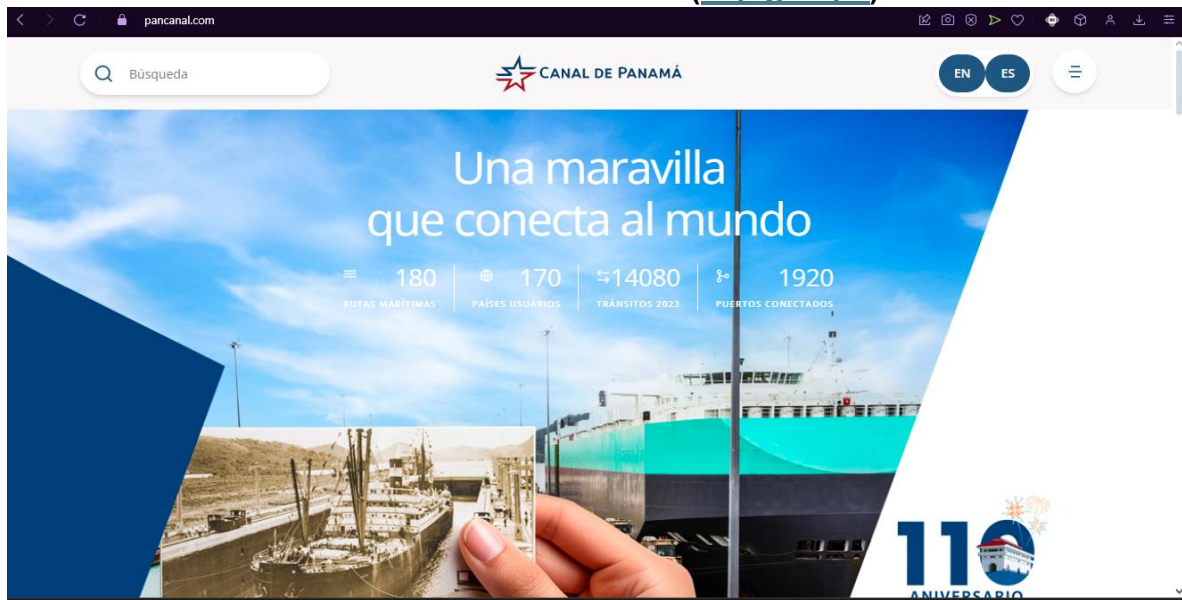 pancanal.com
Búsqueda
CANAL DE PANAMÁ
EN ES
Una maravilla
que conecta al mundo
180 170 14080 1920
RUTAS MARÍTIMAS PAÍSES USUARIOS TRÁNSITOS 2023 PUERTOS CONECTADOS
110
ANIVERSARIO